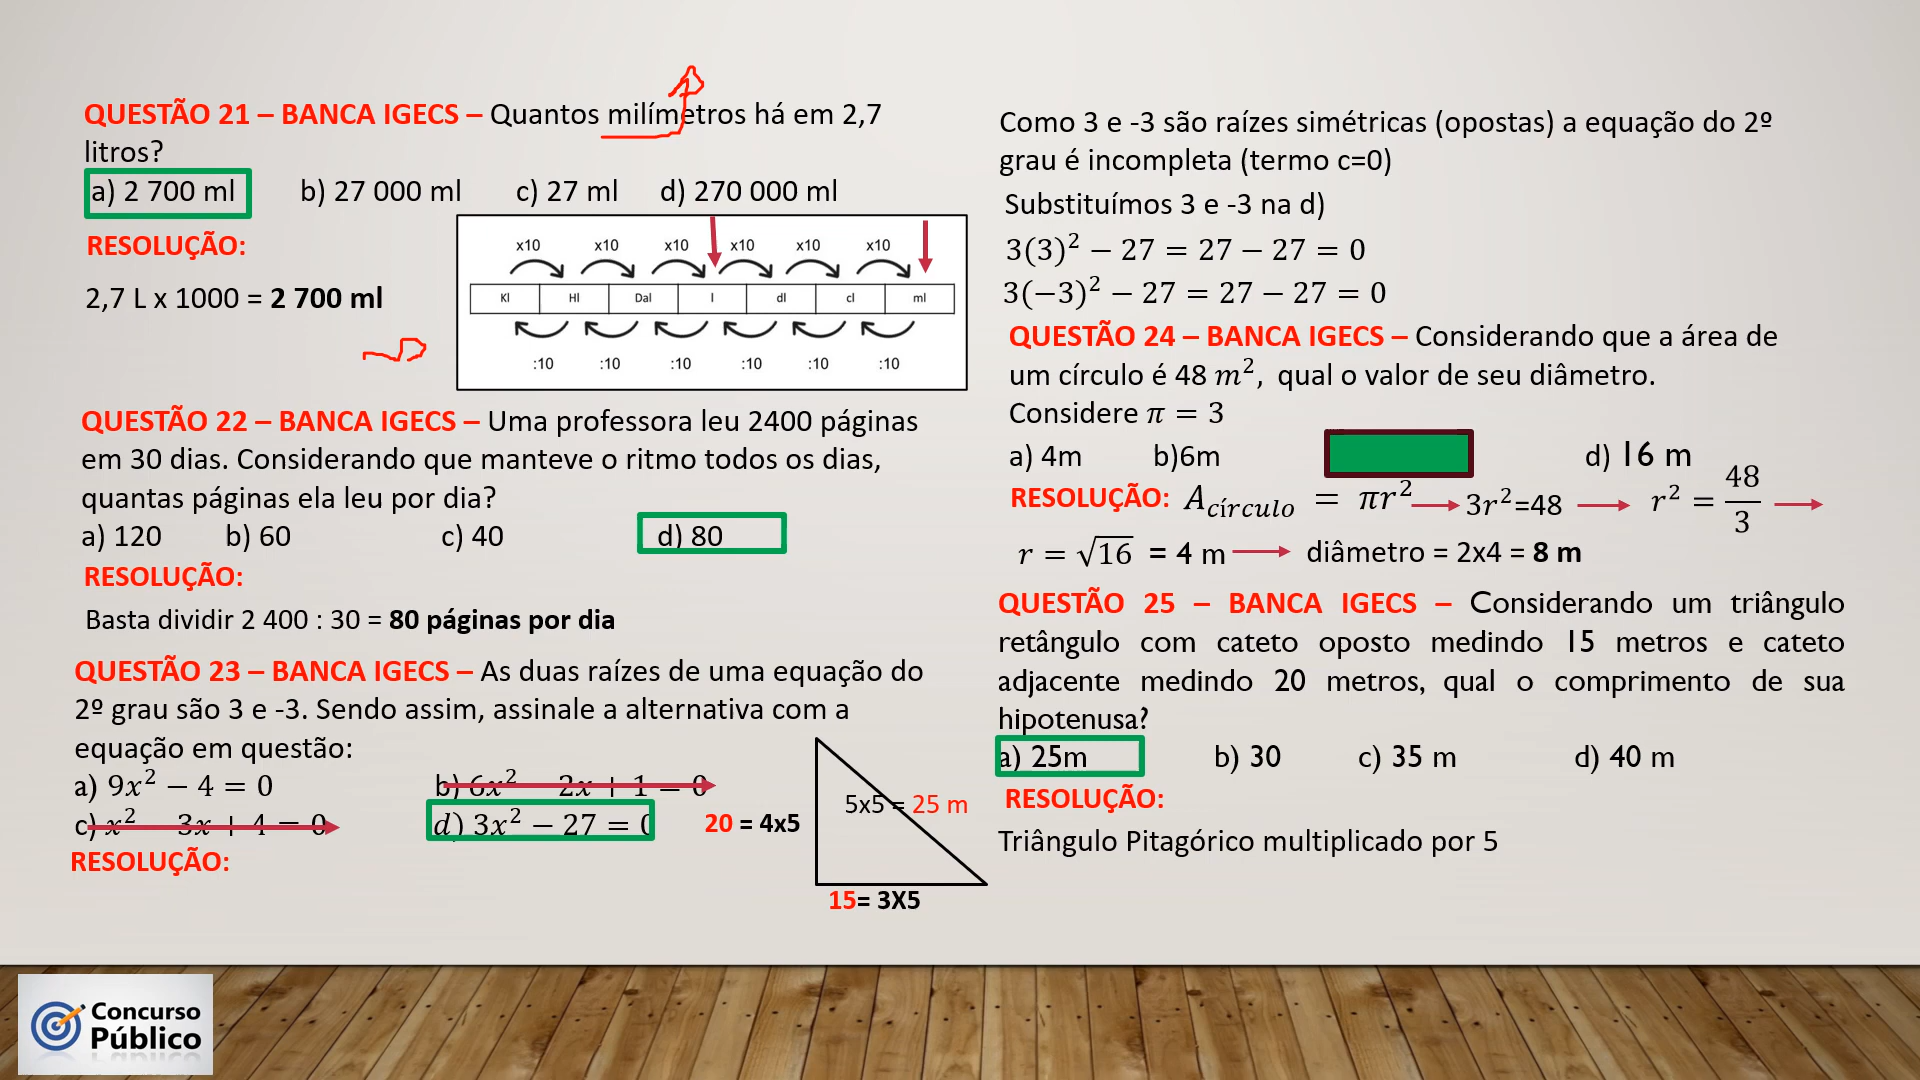 QUESTÃO 21 – BANCA IGECS – Quantos milímetros há em 2,7
litros?
a) 2 700 ml b) 27 000 ml c) 27 ml d) 270 000 ml
RESOLUÇÃO:
2,7 L x 1000 = 2 700 ml
x10 x10 x10 x10 x10 x10
Kl Hl Dal l dl cl ml
:10 :10 :10 :10 :10 :10
QUESTÃO 22 – BANCA IGECS – Uma professora leu 2400 páginas
em 30 dias. Considerando que manteve o ritmo todos os dias,
quantas páginas ela leu por dia?
a) 120 b) 60 c) 40 d) 80
RESOLUÇÃO:
Basta dividir 2 400 : 30 = 80 páginas por dia
QUESTÃO 23 – BANCA IGECS – As duas raízes de uma equação do
2º grau são 3 e -3. Sendo assim, assinale a alternativa com a
equação em questão:
a) 9x² − 4 = 0 b) 6x² − 2x + 1 = 0
c) x² − 3x + 4 = 0 d) 3x² − 27 = 0
RESOLUÇÃO:
5x5 = 25 m
20 = 4x5
15= 3X5
Como 3 e -3 são raízes simétricas (opostas) a equação do 2º
grau é incompleta (termo c=0)
Substituímos 3 e -3 na d)
3(3)² − 27 = 27 − 27 = 0
3(−3)² − 27 = 27 − 27 = 0
QUESTÃO 24 – BANCA IGECS – Considerando que a área de
um círculo é 48 m², qual o valor de seu diâmetro.
Considere π = 3
a) 4m b)6m d) 16 m
RESOLUÇÃO: Acírculo = πr² 3r²=48 r² = 48/3
r = √16 = 4 m diâmetro = 2x4 = 8 m
QUESTÃO 25 – BANCA IGECS – Considerando um triângulo
retângulo com cateto oposto medindo 15 metros e cateto
adjacente medindo 20 metros, qual o comprimento de sua
hipotenusa?
a) 25m b) 30 c) 35 m d) 40 m
RESOLUÇÃO:
Triângulo Pitagórico multiplicado por 5
Concurso
Público